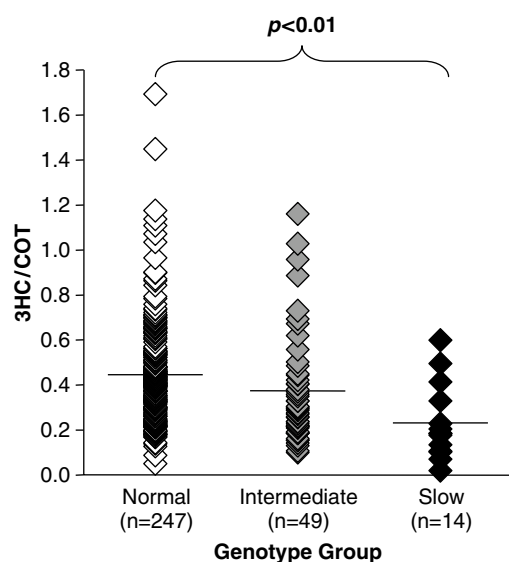 p<0.01
1.8
1.6
1.4
1.2
1.0
0.8
0.6
0.4
0.2
0.0
3HC/COT
Normal Intermediate Slow
(n=247) (n=49) (n=14)
Genotype Group